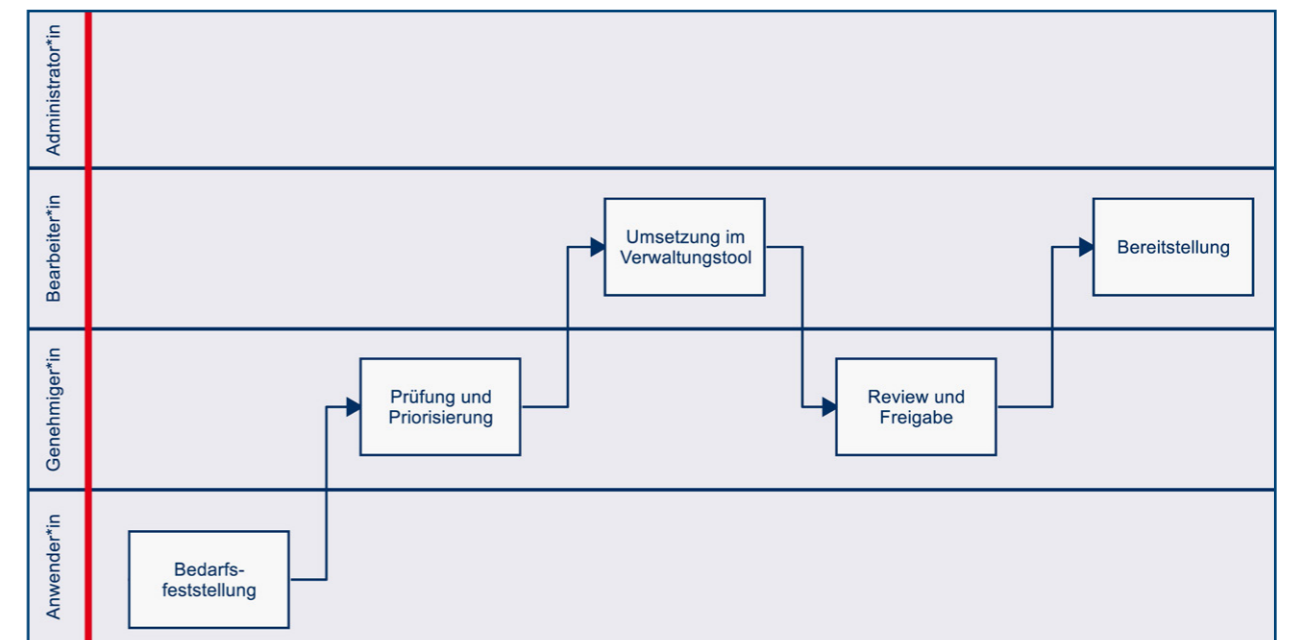 Administrator*in
Bearbeiter*in
Umsetzung im
Verwaltungstool
Bereitstellung
Genehmiger*in
Prüfung und
Priorisierung
Review und
Freigabe
Anwender*in
Bedarfs-
feststellung